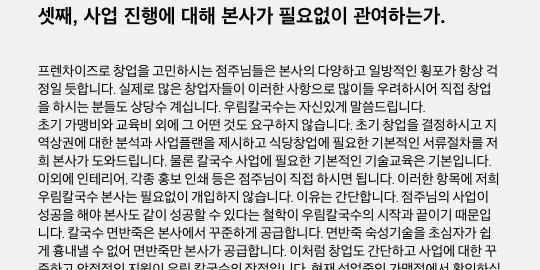 셋째, 사업 진행에 대해 본사가 필요없이 관여하는가.
프렌차이즈로 창업을 고민하시는 점주님들은 본사의 다양하고 일방적인 횡포가 항상 걱
정일 듯합니다. 실제로 많은 창업자들이 이러한 사항으로 많이들 우려하시어 직접 창업
을 하시는 분들도 상당수 계십니다. 우림칼국수는 자신있게 말씀드립니다.
초기 가맹비와 교육비 외에 그 어떤 것도 요구하지 않습니다. 초기 창업을 결정하시고 지
역상권에 대한 분석과 사업플랜을 제시하고 식당창업에 필요한 기본적인 서류절차를 저
희 본사가 도와드립니다. 물론 칼국수 사업에 필요한 기본적인 기술교육은 기본입니다.
이외에 인테리어, 각종 홍보 인쇄 등은 점주님이 직접 하시면 됩니다. 이러한 항목에 저희
우림칼국수 본사는 필요없이 개입하지 않습니다. 이유는 간단합니다. 점주님의 사업이
성공을 해야 본사도 같이 성공할 수 있다는 철학이 우림칼국수의 시작과 끝이기 때문입
니다. 칼국수 면반죽은 본사에서 꾸준하게 공급합니다. 면반죽 숙성기술을 초심자가 쉽
게 흉내낼 수 없어 면반죽만 본사가 공급합니다. 이처럼 창업도 간단하고 사업에 대한 꾸
준하고 안정적인 지원이 우림 칼국수의 장점입니다. 현재 성업중인 가맹점에서 확인하실